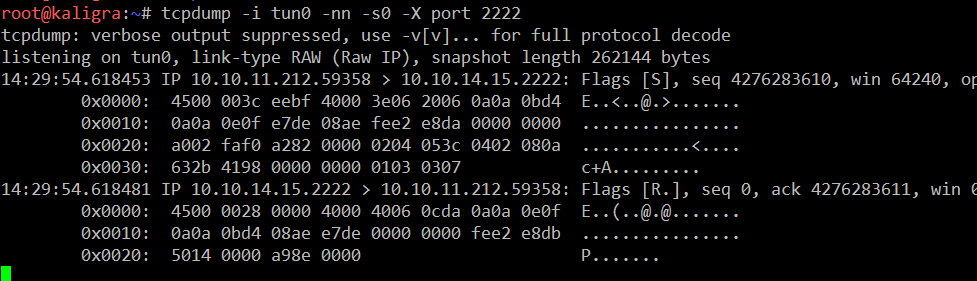 root@kaligra:~# tcpdump -i tun0 -nn -s0 -X port 2222
tcpdump: verbose output suppressed, use -v[v]... for full protocol decode
listening on tun0, link-type RAW (Raw IP), snapshot length 262144 bytes
14:29:54.618453 IP 10.10.11.212.59358 > 10.10.14.15.2222: Flags [S], seq 4276283610, win 64240, op
0x0000: 4500 003c eebf 4000 3e06 2006 0a0a 0bd4 E..<..@.>.......
0x0010: 0a0a 0e0f e7de 08ae fee2 e8da 0000 0000 ................
0x0020: a002 faf0 a282 0000 0204 053c 0402 080a ...........<....
0x0030: 632b 4198 0000 0000 0103 0307 c+A.........
14:29:54.618481 IP 10.10.14.15.2222 > 10.10.11.212.59358: Flags [R.], seq 0, ack 4276283611, win 0
0x0000: 4500 0028 0000 4000 4006 0cda 0a0a 0e0f E..(..@.@.......
0x0010: 0a0a 0bd4 08ae e7de 0000 0000 fee2 e8db ................
0x0020: 5014 0000 a98e 0000 P.......